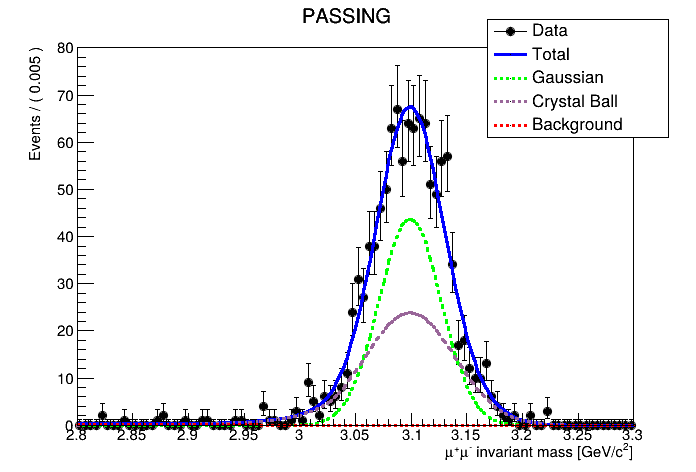 PASSING
Data
Total
Gaussian
Crystal Ball
Background
Events / ( 0.005 )
80
70
60
50
40
30
20
10
0
2.8 2.85 2.9 2.95 3 3.05 3.1 3.15 3.2 3.25 3.3
μ⁺μ⁻ invariant mass [GeV/c²]